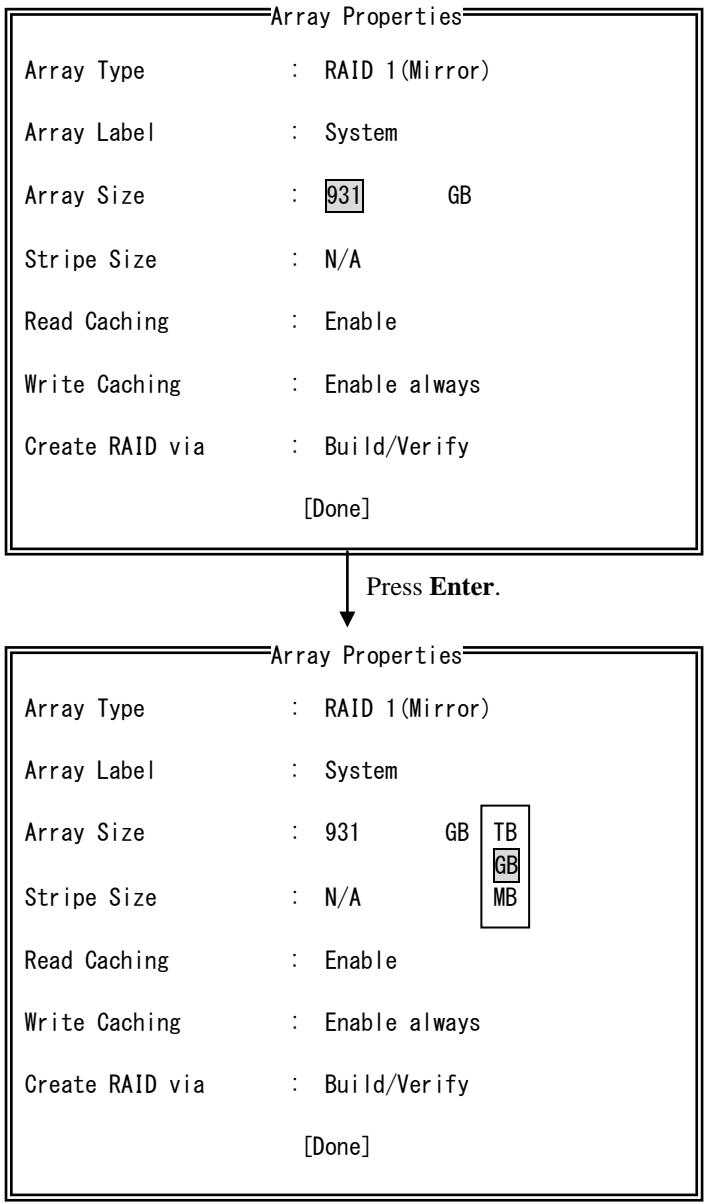 Array Properties
Array Type : RAID 1(Mirror)
Array Label : System
Array Size : 931 GB
Stripe Size : N/A
Read Caching : Enable
Write Caching : Enable always
Create RAID via : Build/Verify
[Done]
Press Enter.
Array Properties
Array Type : RAID 1(Mirror)
Array Label : System
Array Size : 931 GB TB
GB
Stripe Size : N/A MB
Read Caching : Enable
Write Caching : Enable always
Create RAID via : Build/Verify
[Done]